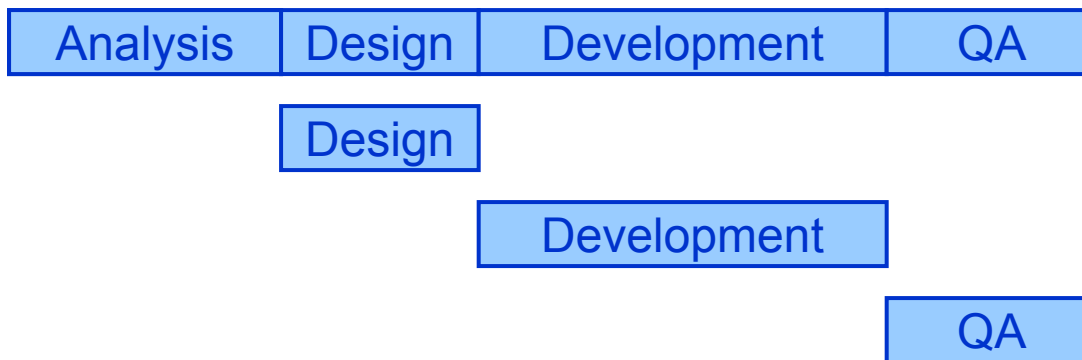 Analysis Design Development QA
Design
Development
QA